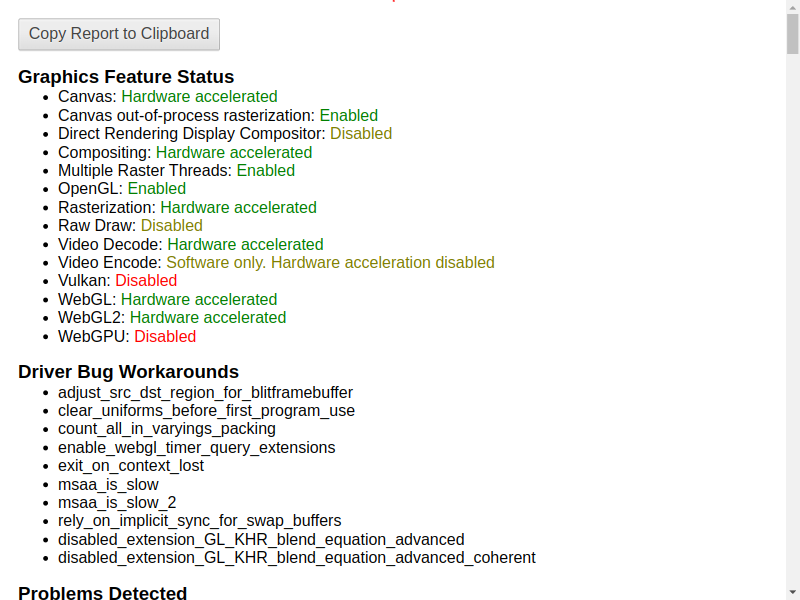 Copy Report to Clipboard
Graphics Feature Status
Canvas: Hardware accelerated
Canvas out-of-process rasterization: Enabled
Direct Rendering Display Compositor: Disabled
Compositing: Hardware accelerated
Multiple Raster Threads: Enabled
OpenGL: Enabled
Rasterization: Hardware accelerated
Raw Draw: Disabled
Video Decode: Hardware accelerated
Video Encode: Software only. Hardware acceleration disabled
Vulkan: Disabled
WebGL: Hardware accelerated
WebGL2: Hardware accelerated
WebGPU: Disabled
Driver Bug Workarounds
adjust_src_dst_region_for_blitframebuffer
clear_uniforms_before_first_program_use
count_all_in_varyings_packing
enable_webgl_timer_query_extensions
exit_on_context_lost
msaa_is_slow
msaa_is_slow_2
rely_on_implicit_sync_for_swap_buffers
disabled_extension_GL_KHR_blend_equation_advanced
disabled_extension_GL_KHR_blend_equation_advanced_coherent
Problems Detected